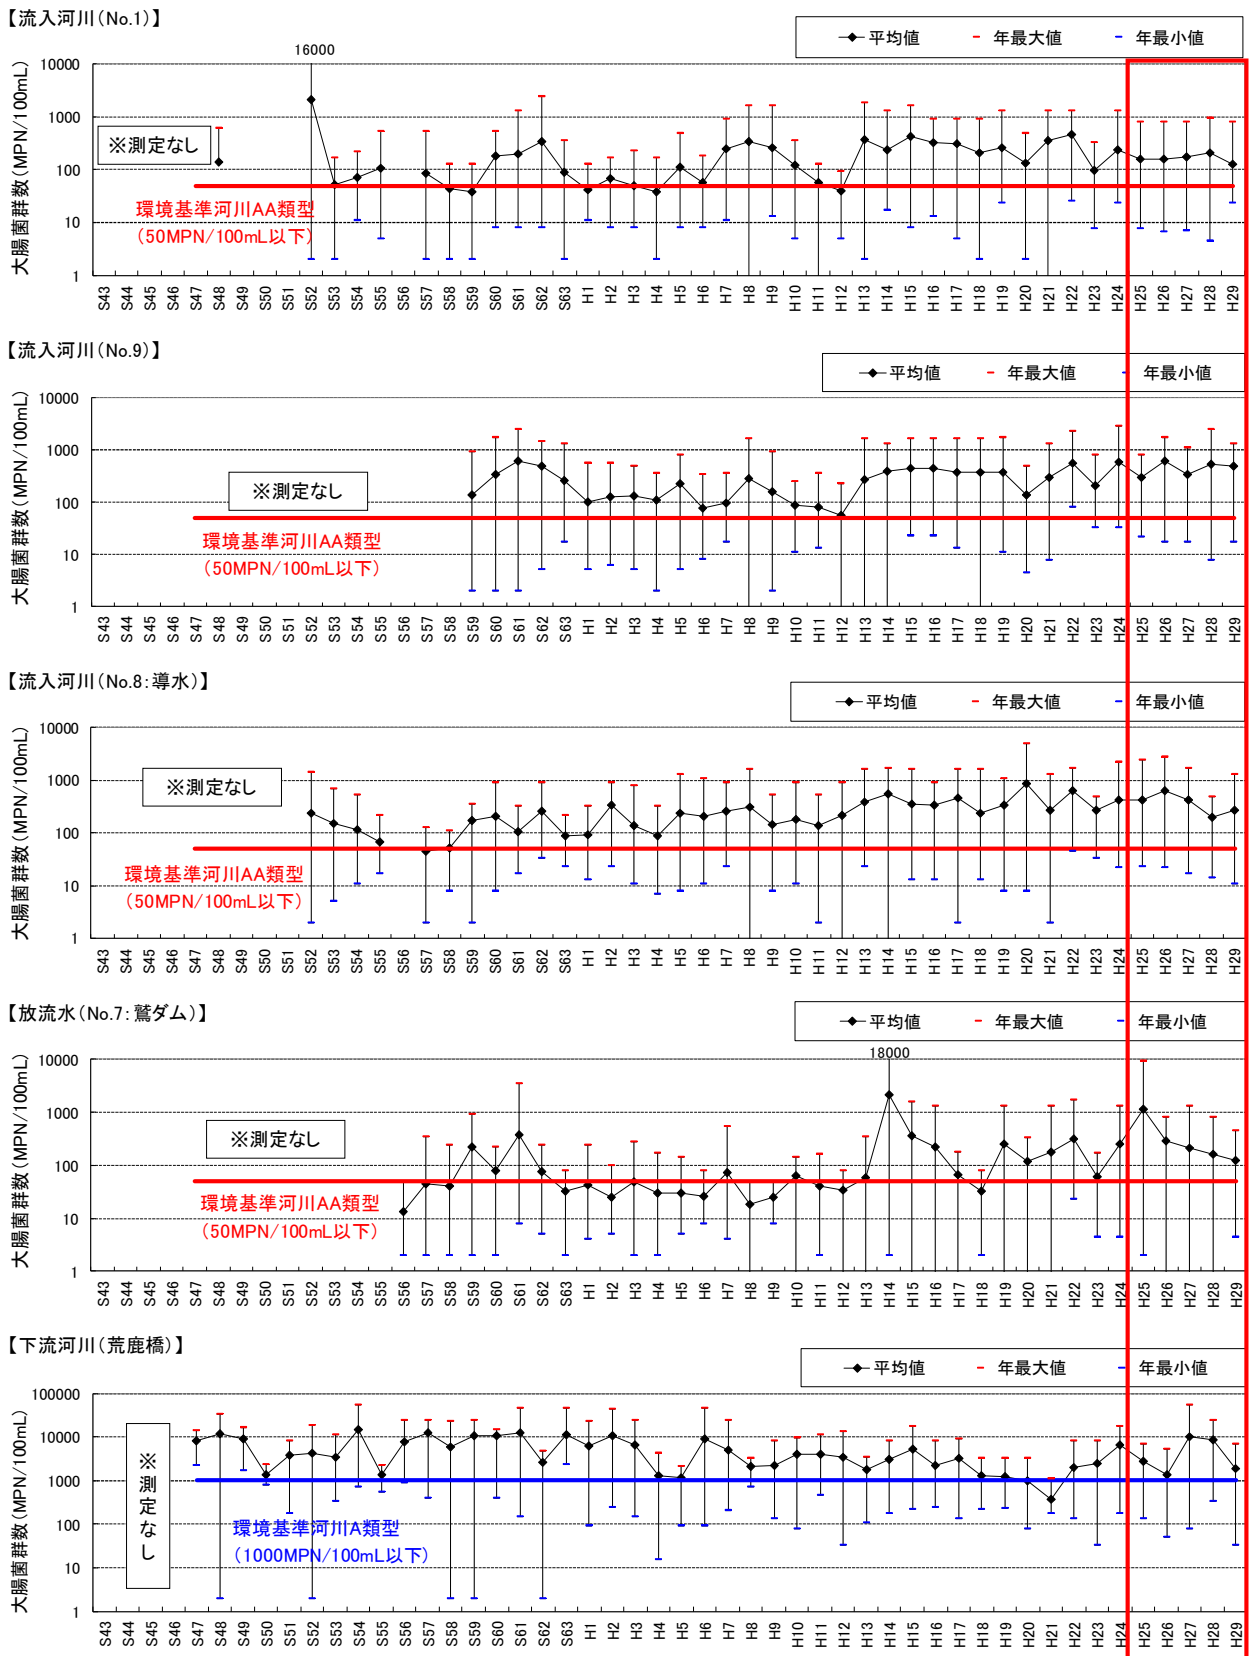 【流入河川(No.1)】
平均値 年最大値 年最小値
16000
大腸菌群数(MPN/100mL)
10000
1000
100
10
1
※測定なし
環境基準河川AA類型
(50MPN/100mL以下)
S43 S44 S45 S46 S47 S48 S49 S50 S51 S52 S53 S54 S55 S56 S57 S58 S59 S60 S61 S62 S63 H1 H2 H3 H4 H5 H6 H7 H8 H9 H10 H11 H12 H13 H14 H15 H16 H17 H18 H19 H20 H21 H22 H23 H24 H25 H26 H27 H28 H29
【流入河川(No.9)】
平均値 年最大値 年最小値
大腸菌群数(MPN/100mL)
10000
1000
100
10
1
※測定なし
環境基準河川AA類型
(50MPN/100mL以下)
S43 S44 S45 S46 S47 S48 S49 S50 S51 S52 S53 S54 S55 S56 S57 S58 S59 S60 S61 S62 S63 H1 H2 H3 H4 H5 H6 H7 H8 H9 H10 H11 H12 H13 H14 H15 H16 H17 H18 H19 H20 H21 H22 H23 H24 H25 H26 H27 H28 H29
【流入河川(No.8:導水)】
平均値 年最大値 年最小値
大腸菌群数(MPN/100mL)
10000
1000
100
10
1
※測定なし
環境基準河川AA類型
(50MPN/100mL以下)
S43 S44 S45 S46 S47 S48 S49 S50 S51 S52 S53 S54 S55 S56 S57 S58 S59 S60 S61 S62 S63 H1 H2 H3 H4 H5 H6 H7 H8 H9 H10 H11 H12 H13 H14 H15 H16 H17 H18 H19 H20 H21 H22 H23 H24 H25 H26 H27 H28 H29
【放流水(No.7:鷲ダム)】
平均値 年最大値 年最小値
18000
大腸菌群数(MPN/100mL)
10000
1000
100
10
1
※測定なし
環境基準河川AA類型
(50MPN/100mL以下)
S43 S44 S45 S46 S47 S48 S49 S50 S51 S52 S53 S54 S55 S56 S57 S58 S59 S60 S61 S62 S63 H1 H2 H3 H4 H5 H6 H7 H8 H9 H10 H11 H12 H13 H14 H15 H16 H17 H18 H19 H20 H21 H22 H23 H24 H25 H26 H27 H28 H29
【下流河川(荒鹿橋)】
平均値 年最大値 年最小値
大腸菌群数(MPN/100mL)
100000
10000
1000
100
10
1
※測定なし
環境基準河川A類型
(1000MPN/100mL以下)
S43 S44 S45 S46 S47 S48 S49 S50 S51 S52 S53 S54 S55 S56 S57 S58 S59 S60 S61 S62 S63 H1 H2 H3 H4 H5 H6 H7 H8 H9 H10 H11 H12 H13 H14 H15 H16 H17 H18 H19 H20 H21 H22 H23 H24 H25 H26 H27 H28 H29